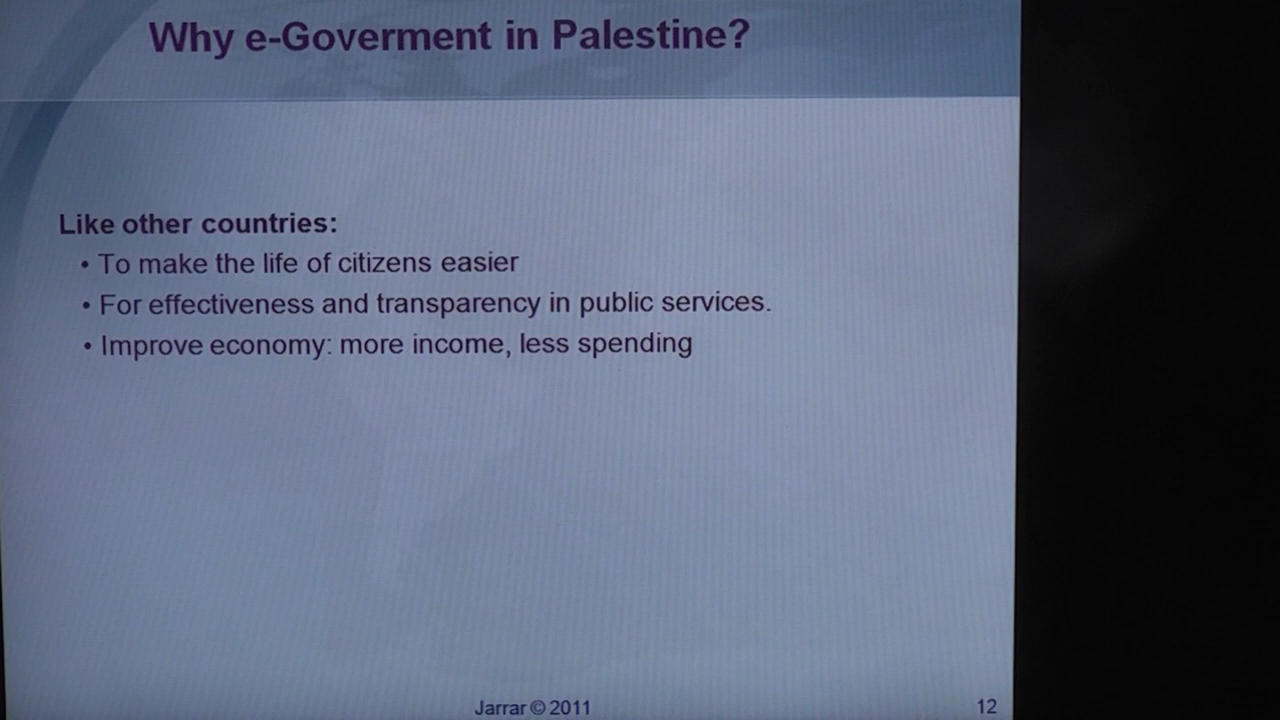 Why e-Goverment in Palestine?
Like other countries:
• To make the life of citizens easier
• For effectiveness and transparency in public services.
• Improve economy: more income, less spending
Jarrar © 2011
12